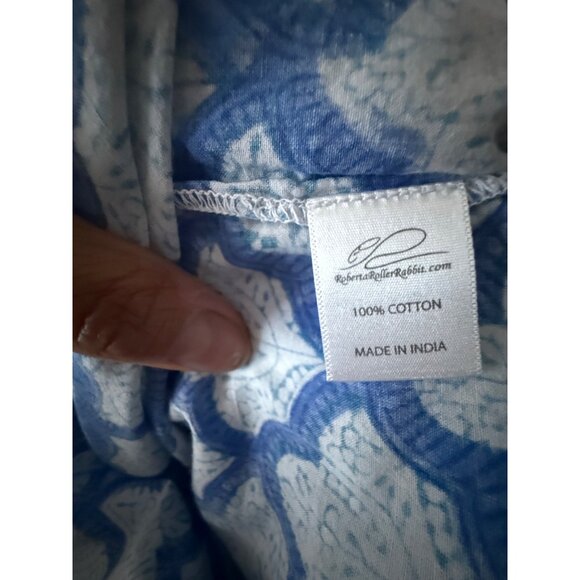 RobertaRollerRabbit.com
100% COTTON
MADE IN INDIA